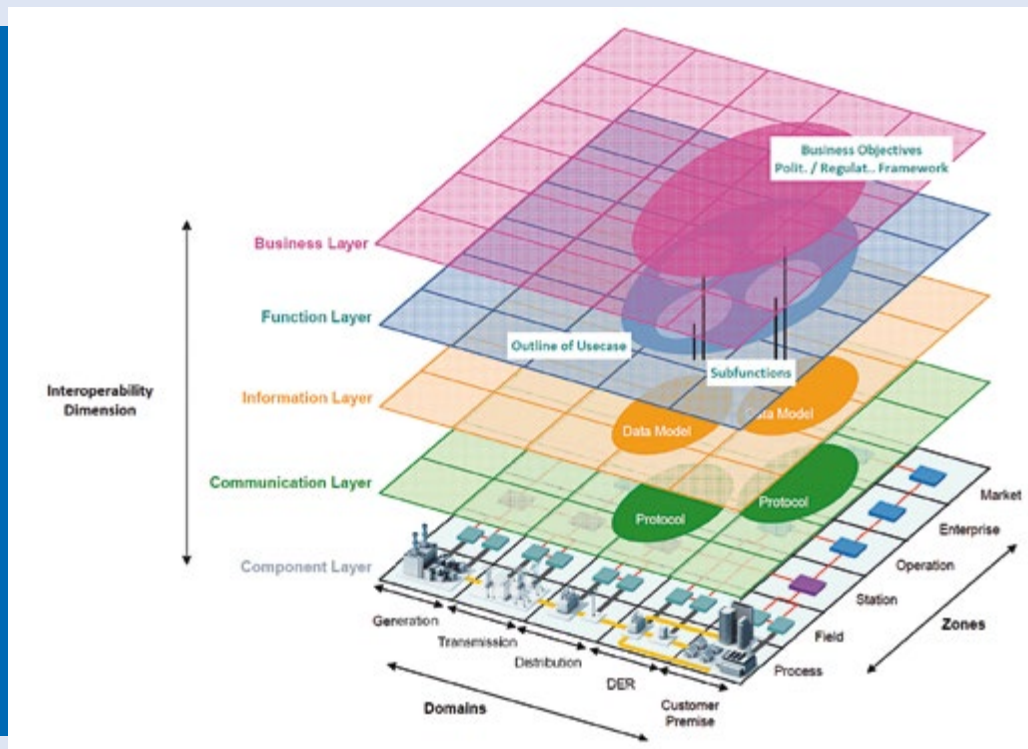 Business Objectives
Polit. / Regulat.. Framework
Business Layer
Function Layer
Outline of Usecase
Subfunctions
Interoperability
Dimension
Information Layer
Data Model
Data Model
Communication Layer
Protocol
Protocol
Component Layer
Market
Enterprise
Operation
Station
Field
Process
Zones
Generation
Transmission
Distribution
DER
Customer
Premise
Domains